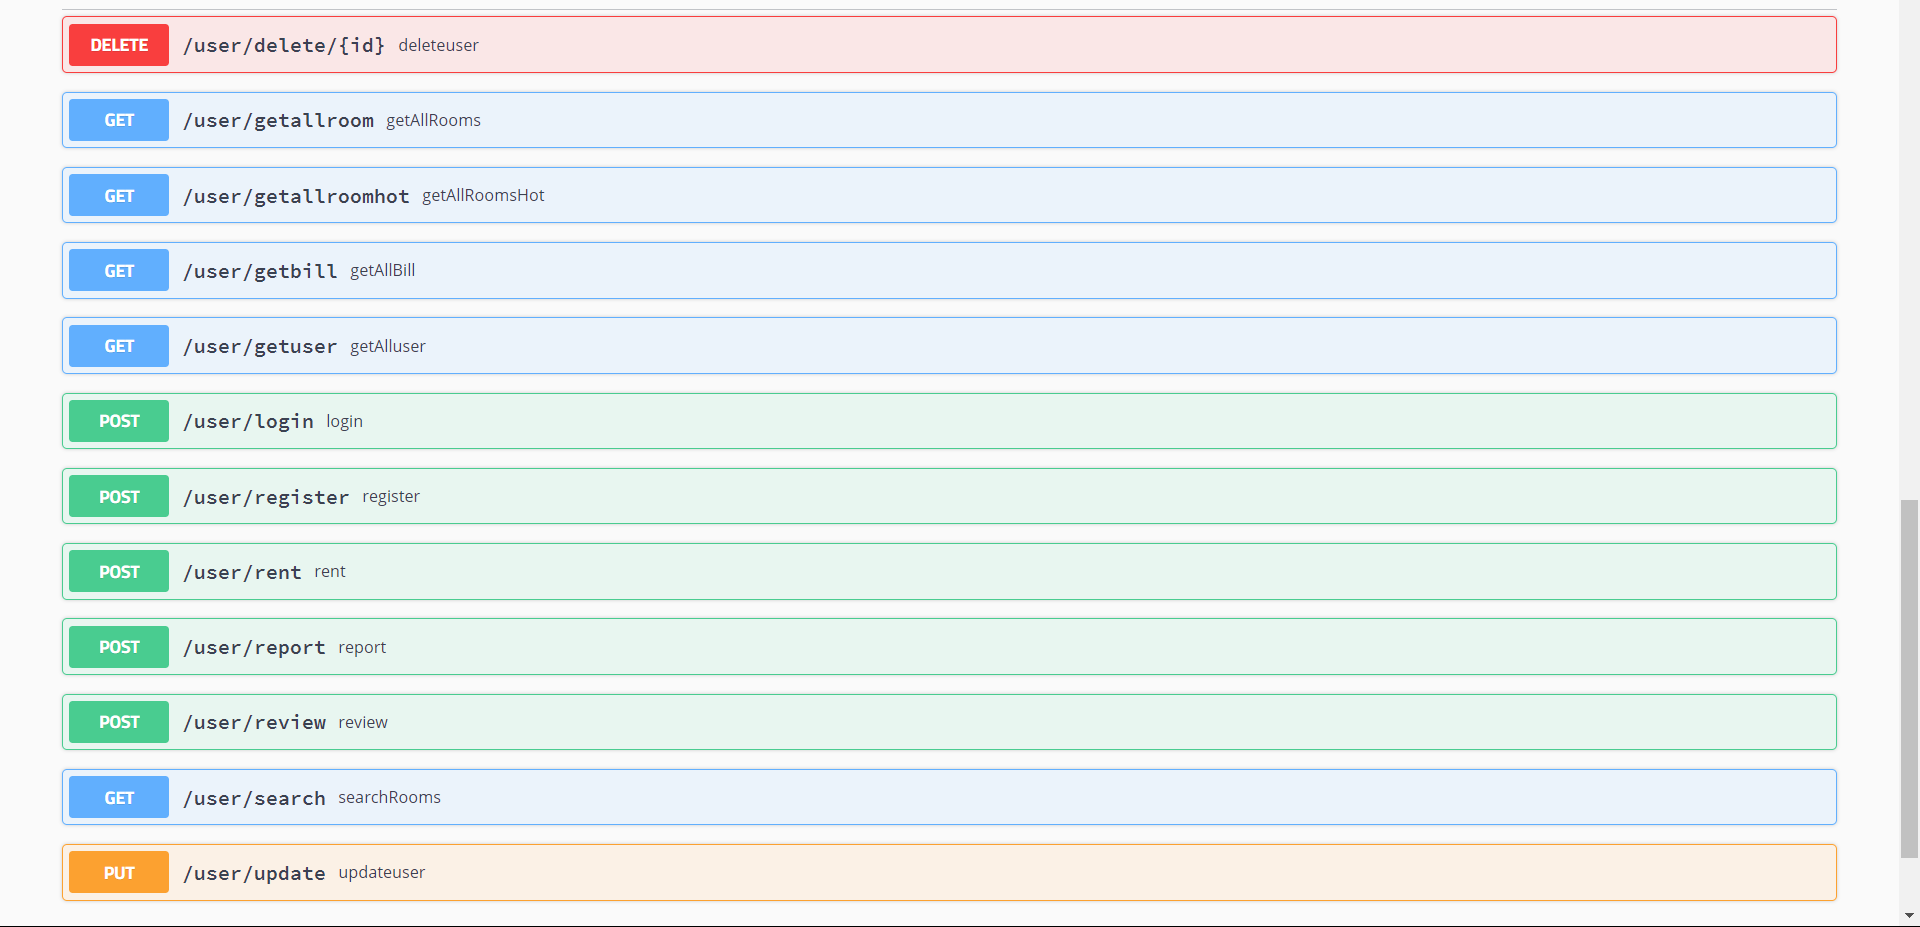 DELETE /user/delete/{id} deleteuser
GET /user/getallroom getAllRooms
GET /user/getallroomhot getAllRoomsHot
GET /user/getbill getAllBill
GET /user/getuser getAlluser
POST /user/login login
POST /user/register register
POST /user/rent rent
POST /user/report report
POST /user/review review
GET /user/search searchRooms
PUT /user/update updateuser